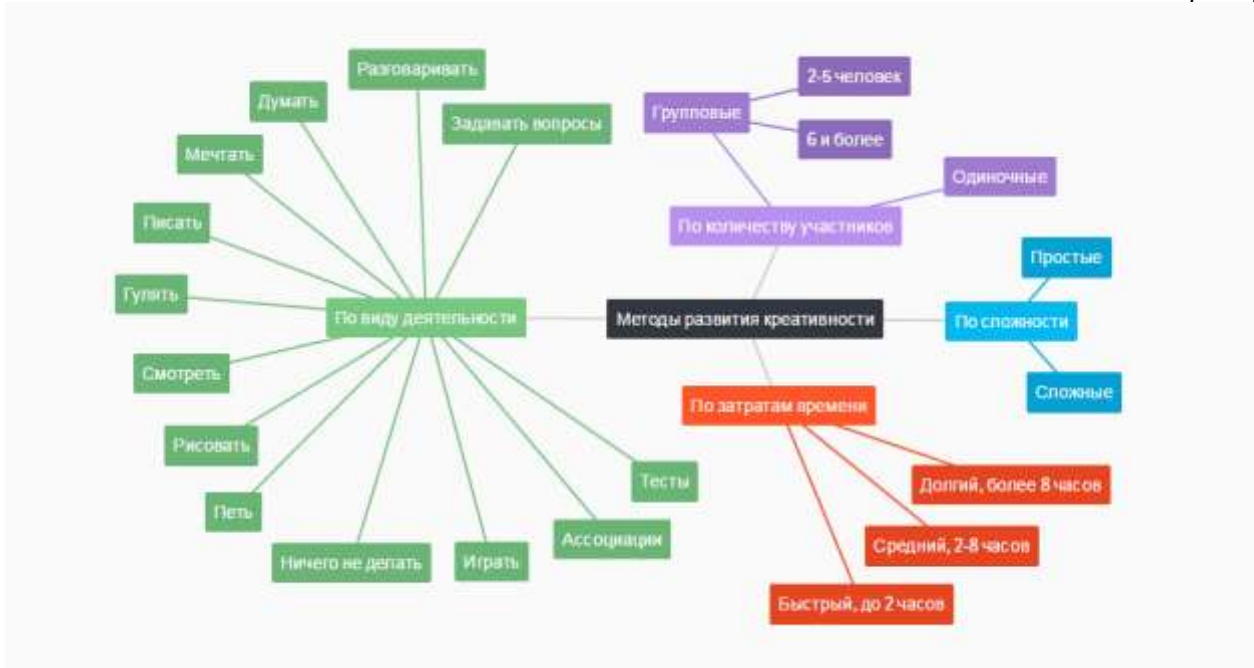 Разговаривать
Думать
Задавать вопросы
Мечтать
Писать
Гулять
По виду деятельности
Смотреть
Рисовать
Петь
Ничего не делать
Играть
Ассоциации
Тесты
Методы развития креативности
2-5 человек
Групповые
6 и более
Одиночные
По количеству участников
Простые
По сложности
Сложные
По затратам времени
Долгий, более 8 часов
Средний, 2-8 часов
Быстрый, до 2 часов